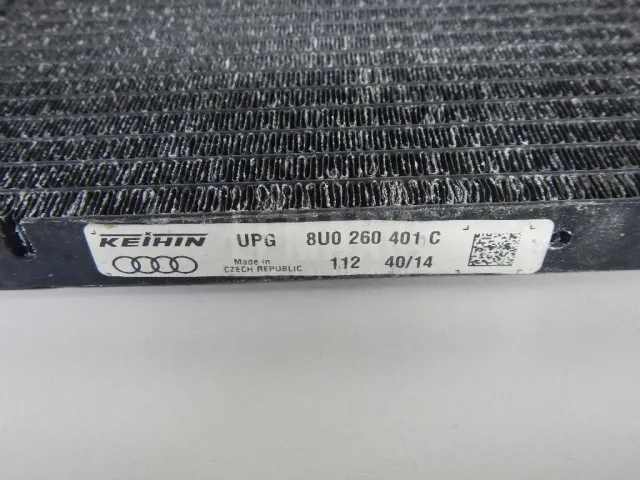 KEIHIN UPG 8U0 260 401 C
Made in
CZECH REPUBLIC 112 40/14